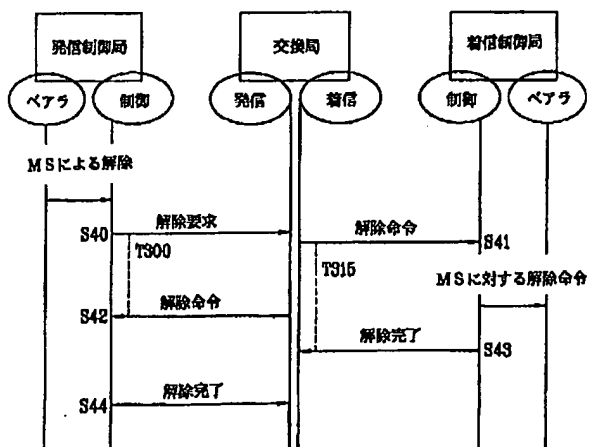 発信制御局
交換局
着信制御局
ベアラ
制御
発信
着信
制御
ベアラ
MSによる解除
S40
解除要求
解除命令
S41
T300
T315
MSに対する解除命令
S42
解除命令
解除完了
S43
S44
解除完了